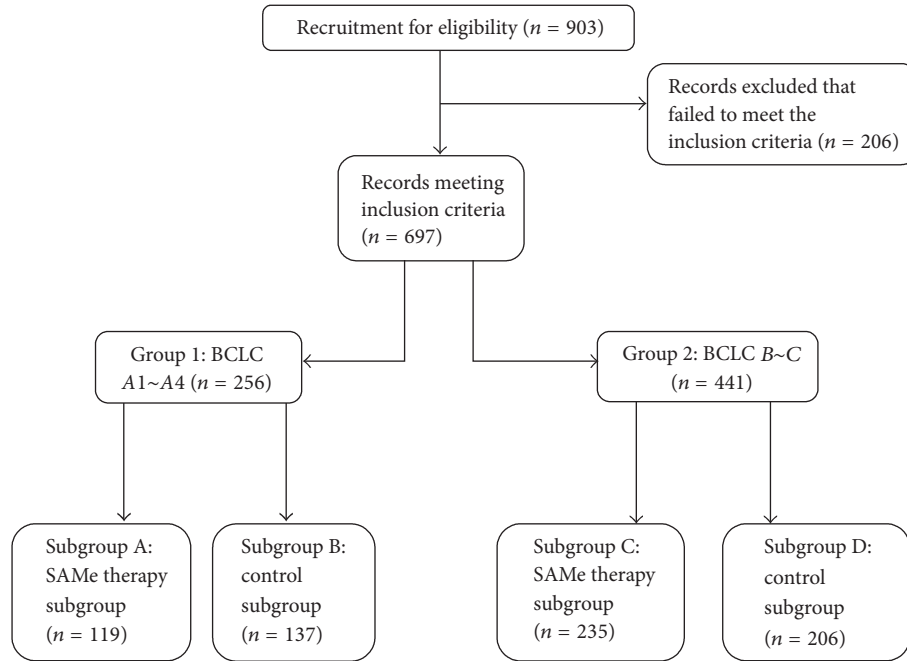 Recruitment for eligibility (n = 903)
Records excluded that
failed to meet the
inclusion criteria (n = 206)
Records meeting
inclusion criteria
(n = 697)
Group 1: BCLC
A1~A4 (n = 256)
Group 2: BCLC B~C
(n = 441)
Subgroup A:
SAMe therapy
subgroup
(n = 119)
Subgroup B:
control
subgroup
(n = 137)
Subgroup C:
SAMe therapy
subgroup
(n = 235)
Subgroup D:
control
subgroup
(n = 206)